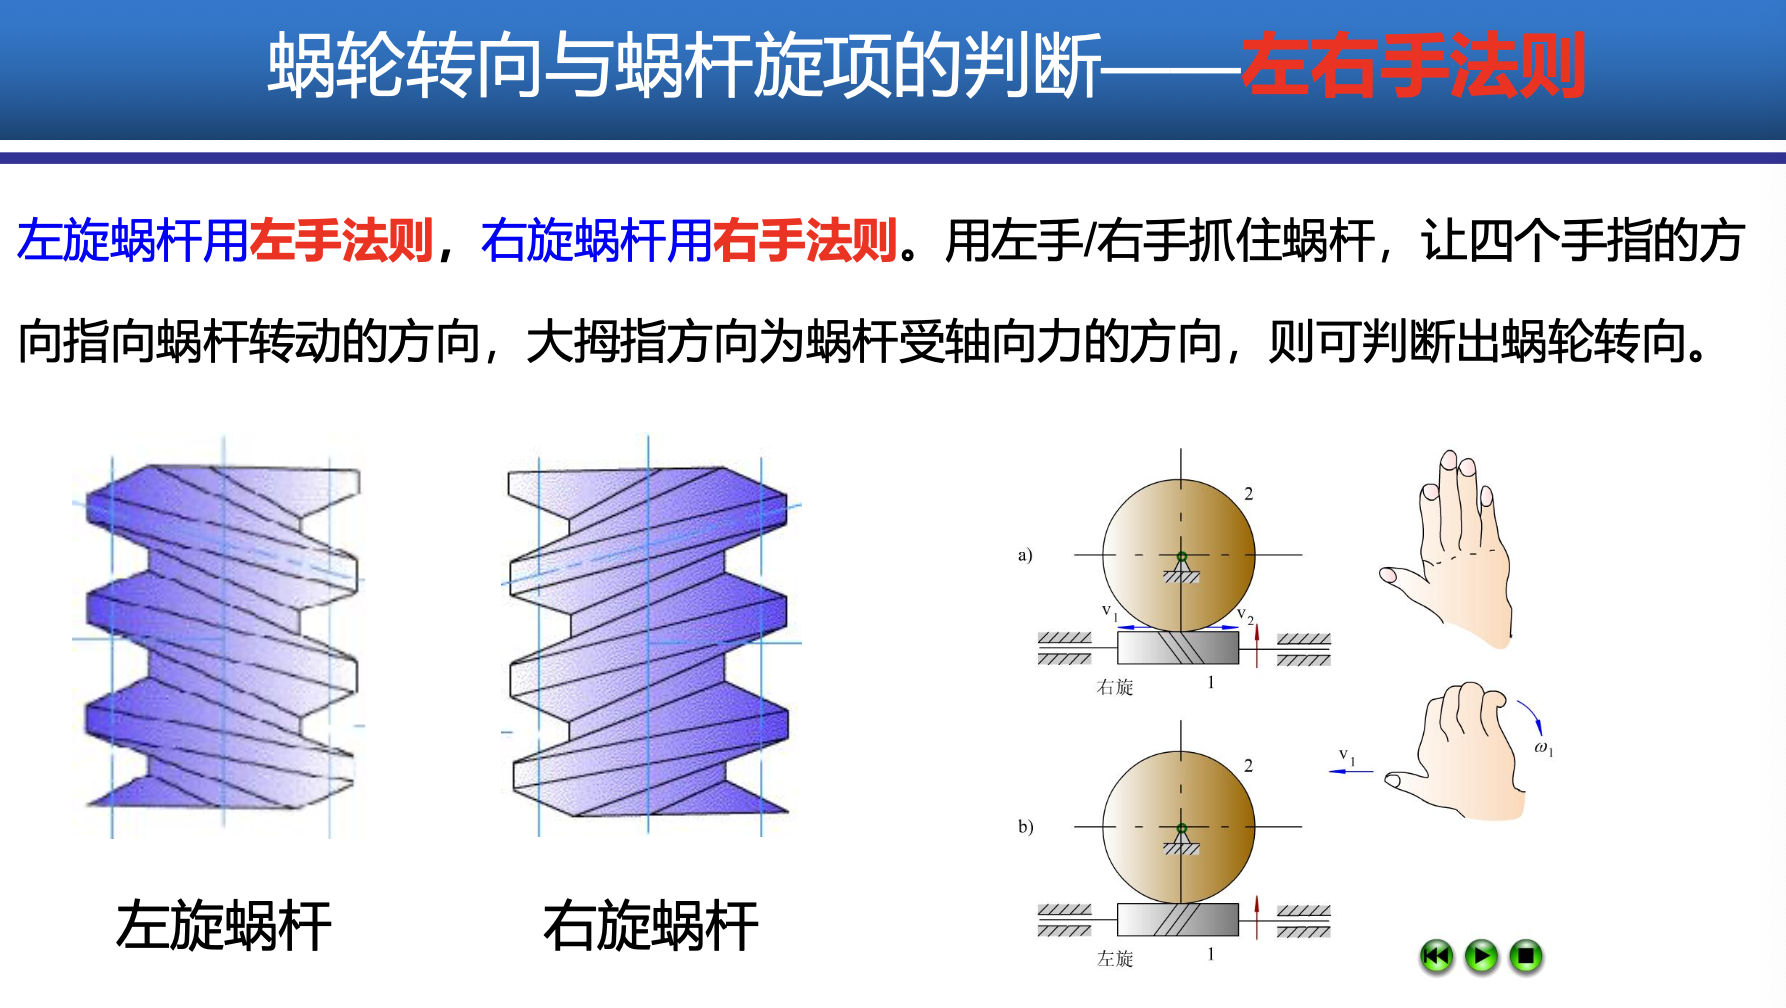 蜗轮转向与蜗杆旋项的判断——左右手法则
左旋蜗杆用左手法则，右旋蜗杆用右手法则。用左手/右手抓住蜗杆，让四个手指的方
向指向蜗杆转动的方向，大拇指方向为蜗杆受轴向力的方向，则可判断出蜗轮转向。
左旋蜗杆
右旋蜗杆
a)
2
v1
v2
右旋
1
b)
2
左旋
1
v1
ω1